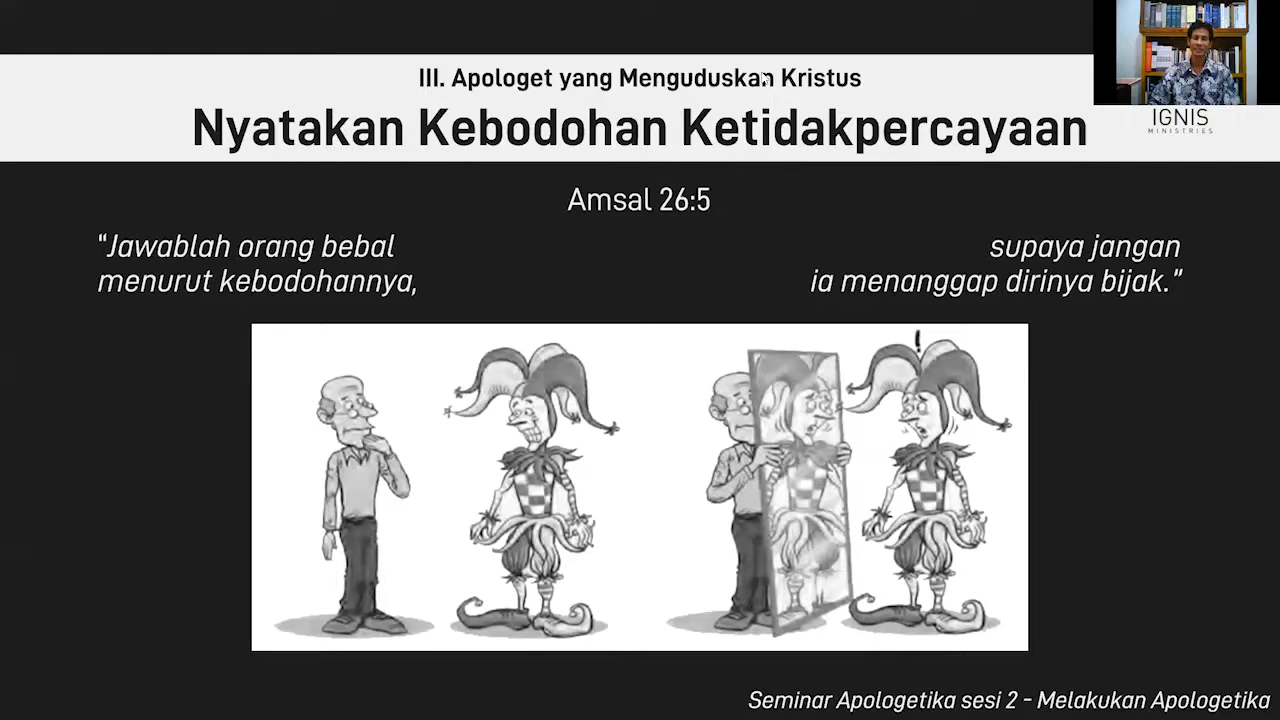 III. Apologet yang Menguduskan Kristus
Nyatakan Kebodohan Ketidakpercayaan
IGNIS
MINISTRIES
Amsal 26:5
“Jawablah orang bebal
menurut kebodohannya,
supaya jangan
ia menanggap dirinya bijak.”
!
Seminar Apologetika sesi 2 - Melakukan Apologetika